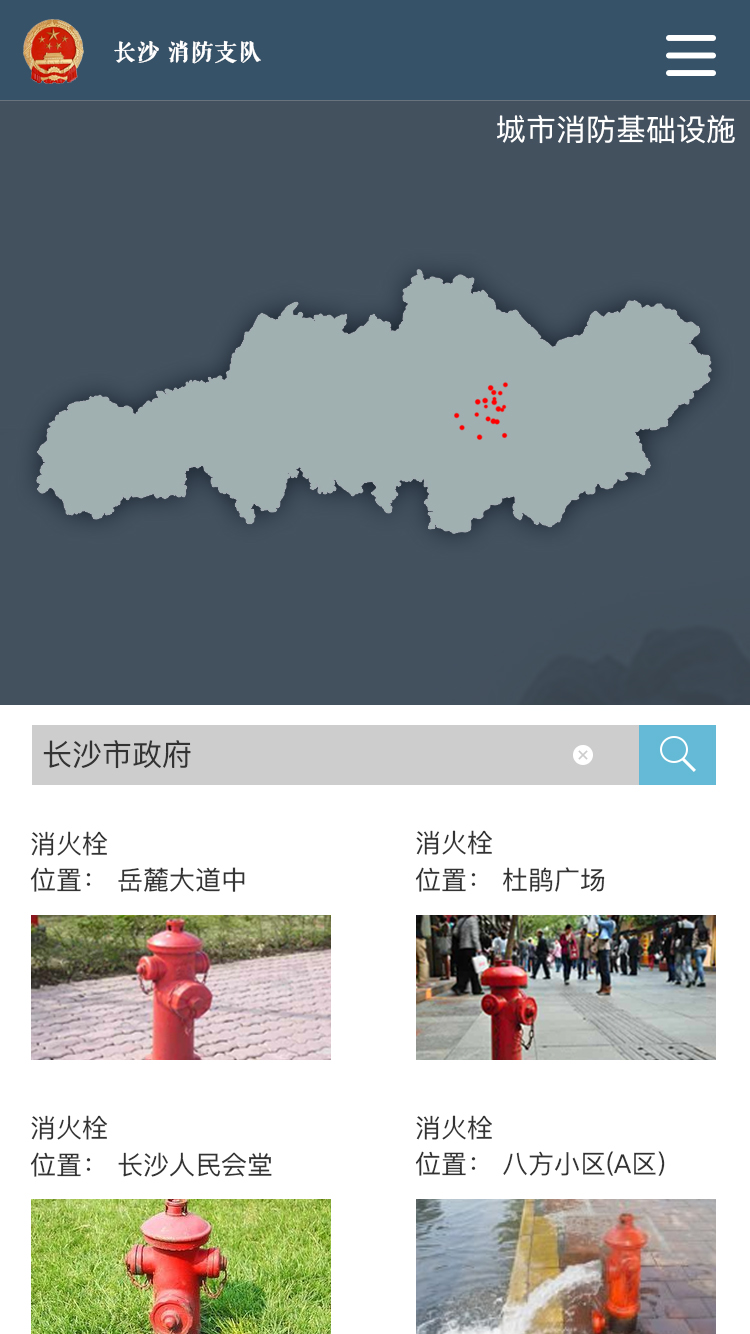 长沙 消防支队
城市消防基础设施
长沙市政府
消火栓
位置： 岳麓大道中
消火栓
位置： 杜鹃广场
消火栓
位置： 长沙人民会堂
消火栓
位置： 八方小区(A区)